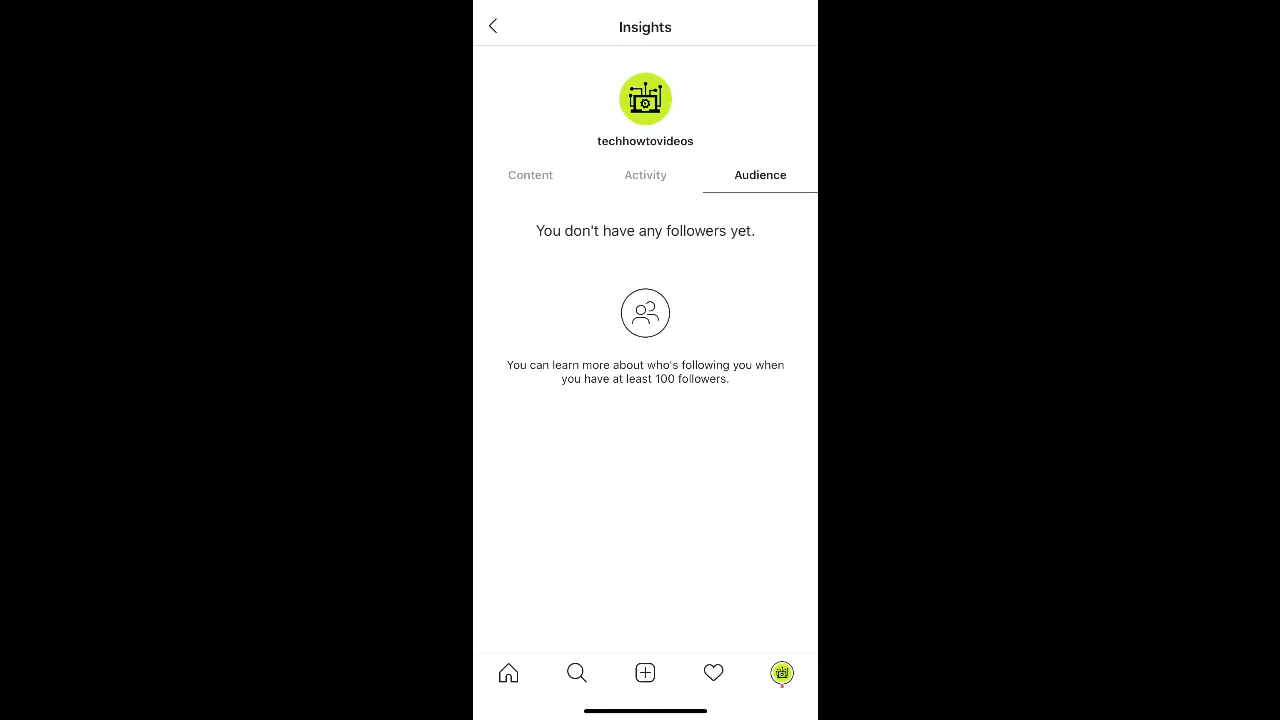 Insights
techhowtovideos
Content Activity Audience
You don't have any followers yet.
You can learn more about who's following you when
you have at least 100 followers.